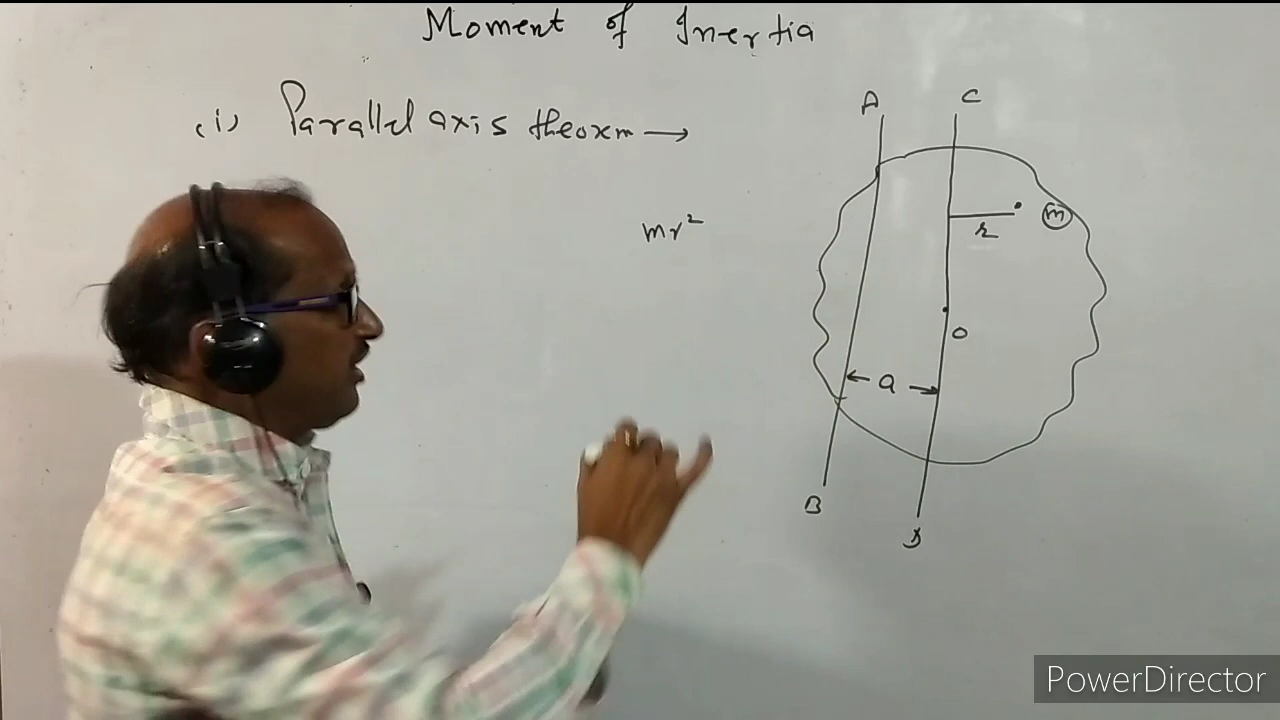 Moment of Inertia
(i) Parallel axis theorm →
A C
mr²
r m
O
← a →
B
D
PowerDirector